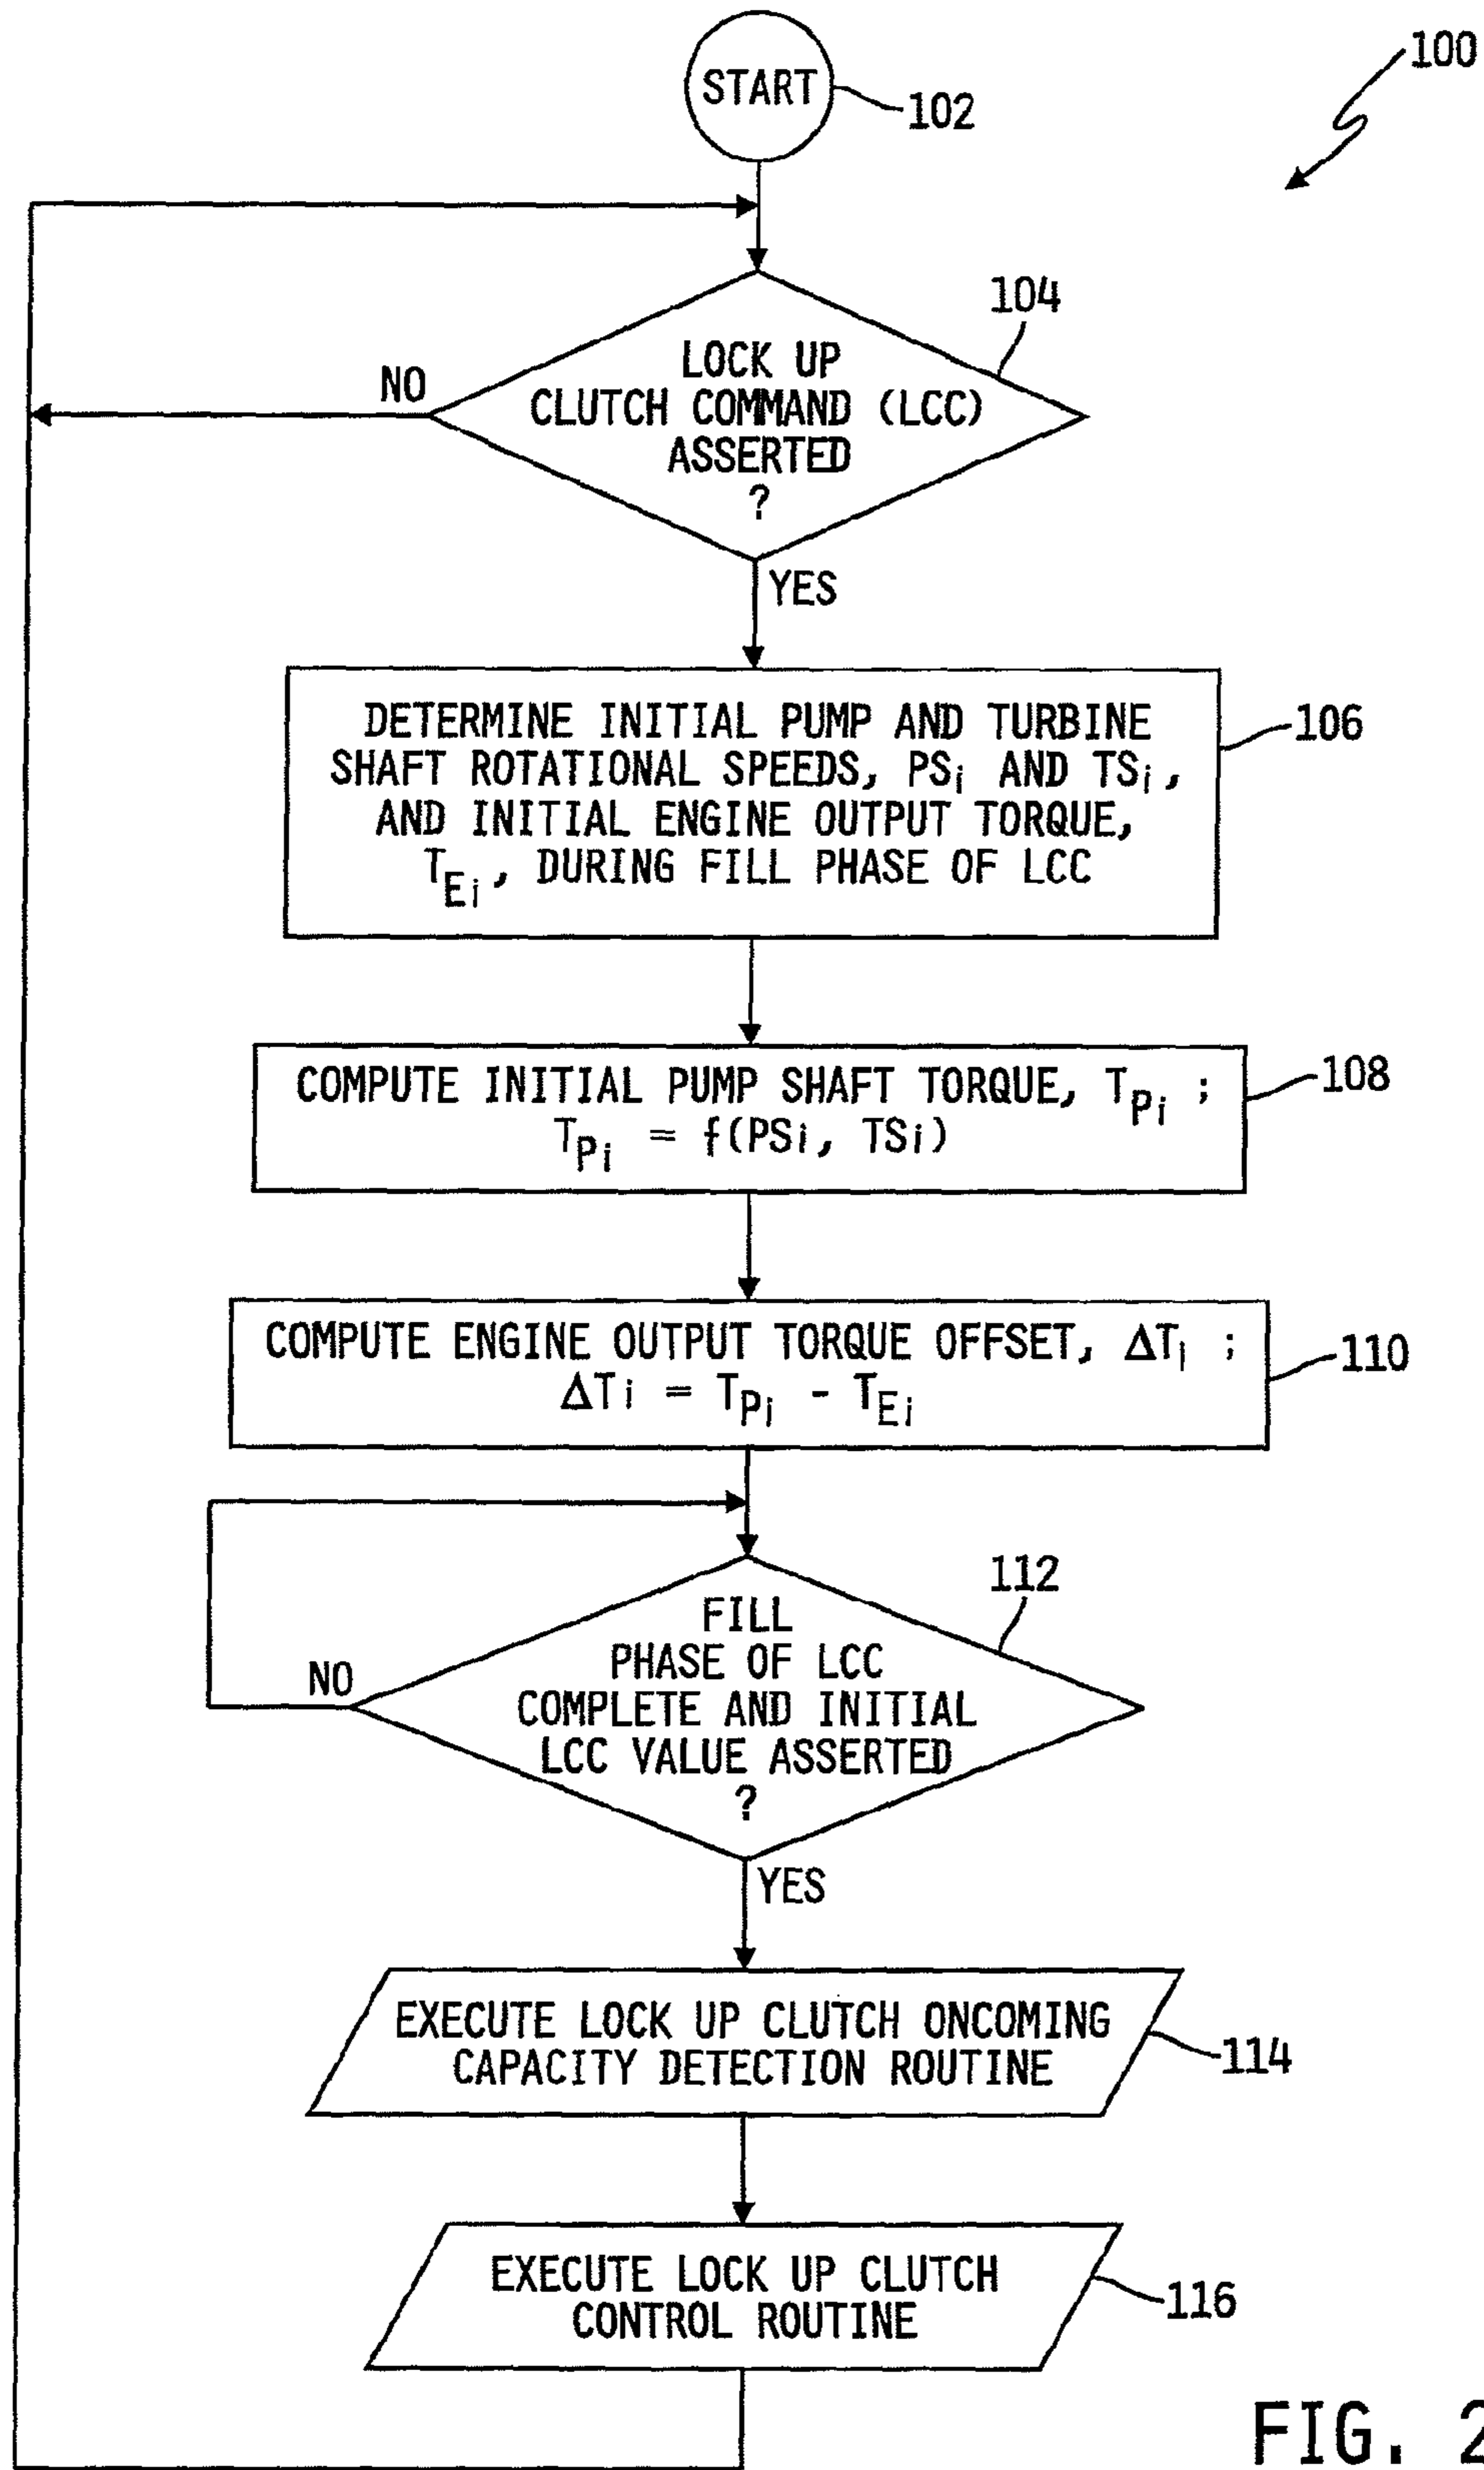 START
102
100
104
LOCK UP
CLUTCH COMMAND (LCC)
ASSERTED
?
NO
YES
DETERMINE INITIAL PUMP AND TURBINE
SHAFT ROTATIONAL SPEEDS, PSi AND TSi,
AND INITIAL ENGINE OUTPUT TORQUE,
TEi, DURING FILL PHASE OF LCC
106
COMPUTE INITIAL PUMP SHAFT TORQUE, TPi ;
TPi = f(PSi, TSi)
108
COMPUTE ENGINE OUTPUT TORQUE OFFSET, ΔTi ;
ΔTi = TPi - TEi
110
112
FILL
PHASE OF LCC
COMPLETE AND INITIAL
LCC VALUE ASSERTED
?
NO
YES
EXECUTE LOCK UP CLUTCH ONCOMING
CAPACITY DETECTION ROUTINE
114
EXECUTE LOCK UP CLUTCH
CONTROL ROUTINE
116
FIG. 2